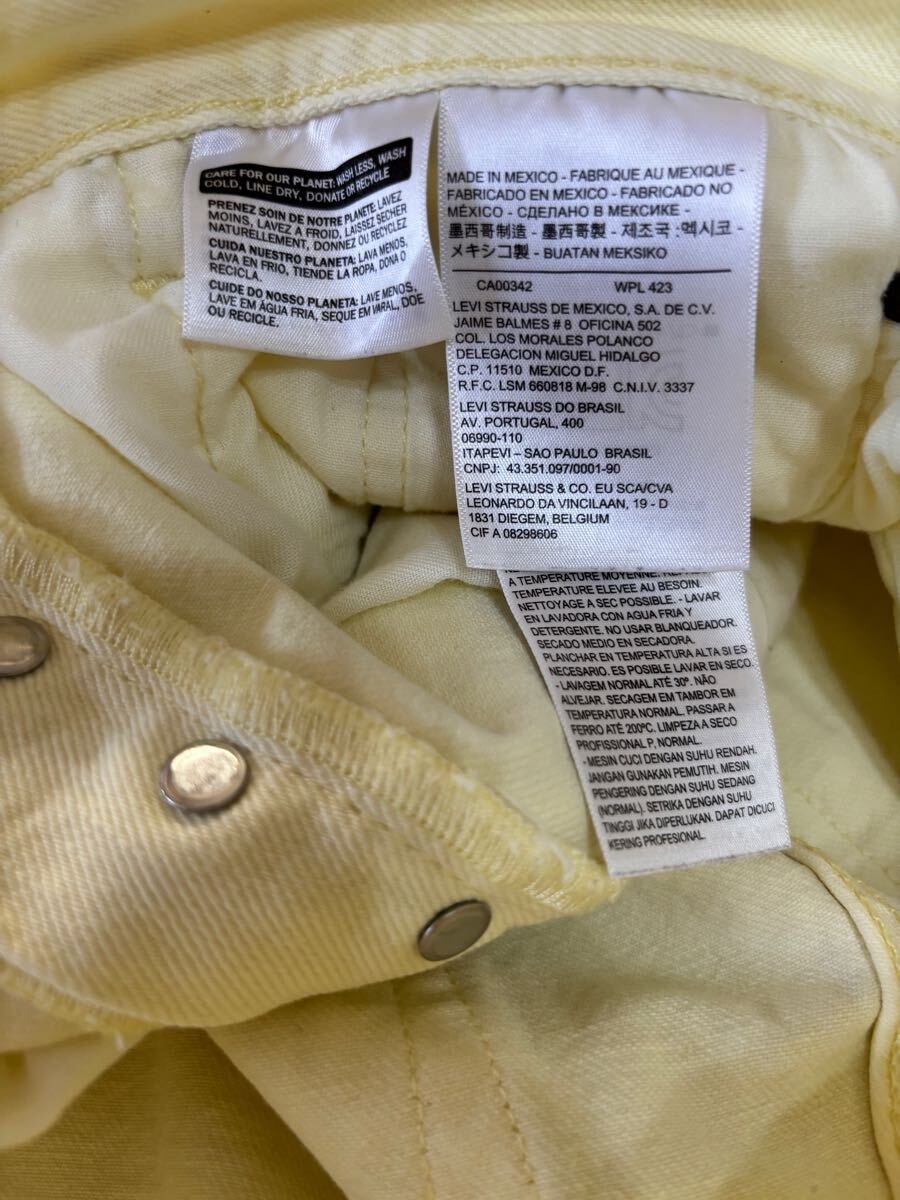 CARE FOR OUR PLANET: WASH LESS, WASH
COLD, LINE DRY, DONATE OR RECYCLE
PRENEZ SOIN DE NOTRE PLANETE: LAVEZ
MOINS, LAVEZ A FROID, LAISSEZ SECHER
NATURELLEMENT, DONNEZ OU RECYCLEZ
CUIDA NUESTRO PLANETA: LAVA MENOS,
LAVA EN FRIO, TIENDE LA ROPA, DONA O
RECICLA.
CUIDE DO NOSSO PLANETA: LAVE MENOS,
LAVE EM ÁGUA FRIA, SEQUE EM VARAL, DOE
OU RECICLE.
MADE IN MEXICO - FABRIQUE AU MEXIQUE -
FABRICADO EN MEXICO - FABRICADO NO
MÉXICO - СДЕЛАНО В МЕКСИКЕ -
墨西哥制造 - 墨西哥製 - 제조국 :멕시코 -
メキシコ製 - BUATAN MEKSIKO
CA00342 WPL 423
LEVI STRAUSS DE MEXICO, S.A. DE C.V.
JAIME BALMES # 8 OFICINA 502
COL. LOS MORALES POLANCO
DELEGACION MIGUEL HIDALGO
C.P. 11510 MEXICO D.F.
R.F.C. LSM 660818 M-98 C.N.I.V. 3337
LEVI STRAUSS DO BRASIL
AV. PORTUGAL, 400
06990-110
ITAPEVI – SAO PAULO BRASIL
CNPJ: 43.351.097/0001-90
LEVI STRAUSS & CO. EU SCA/CVA
LEONARDO DA VINCILAAN, 19 - D
1831 DIEGEM, BELGIUM
CIF A 08298606
A TEMPERATURE MOYENNE.
TEMPERATURE ELEVEE AU BESOIN.
NETTOYAGE A SEC POSSIBLE. - LAVAR
EN LAVADORA CON AGUA FRIA Y
DETERGENTE. NO USAR BLANQUEADOR.
SECADO MEDIO EN SECADORA.
PLANCHAR EN TEMPERATURA ALTA SI ES
NECESARIO. ES POSIBLE LAVAR EN SECO.
- LAVAGEM NORMAL ATÉ 30º. NÃO
ALVEJAR. SECAGEM EM TAMBOR EM
TEMPERATURA NORMAL. PASSAR A
FERRO ATÉ 200ºC. LIMPEZA A SECO
PROFISSIONAL P, NORMAL.
- MESIN CUCI DENGAN SUHU RENDAH.
JANGAN GUNAKAN PEMUTIH. MESIN
PENGERING DENGAN SUHU SEDANG
(NORMAL). SETRIKA DENGAN SUHU
TINGGI JIKA DIPERLUKAN. DAPAT DICUCI
KERING PROFESIONAL.